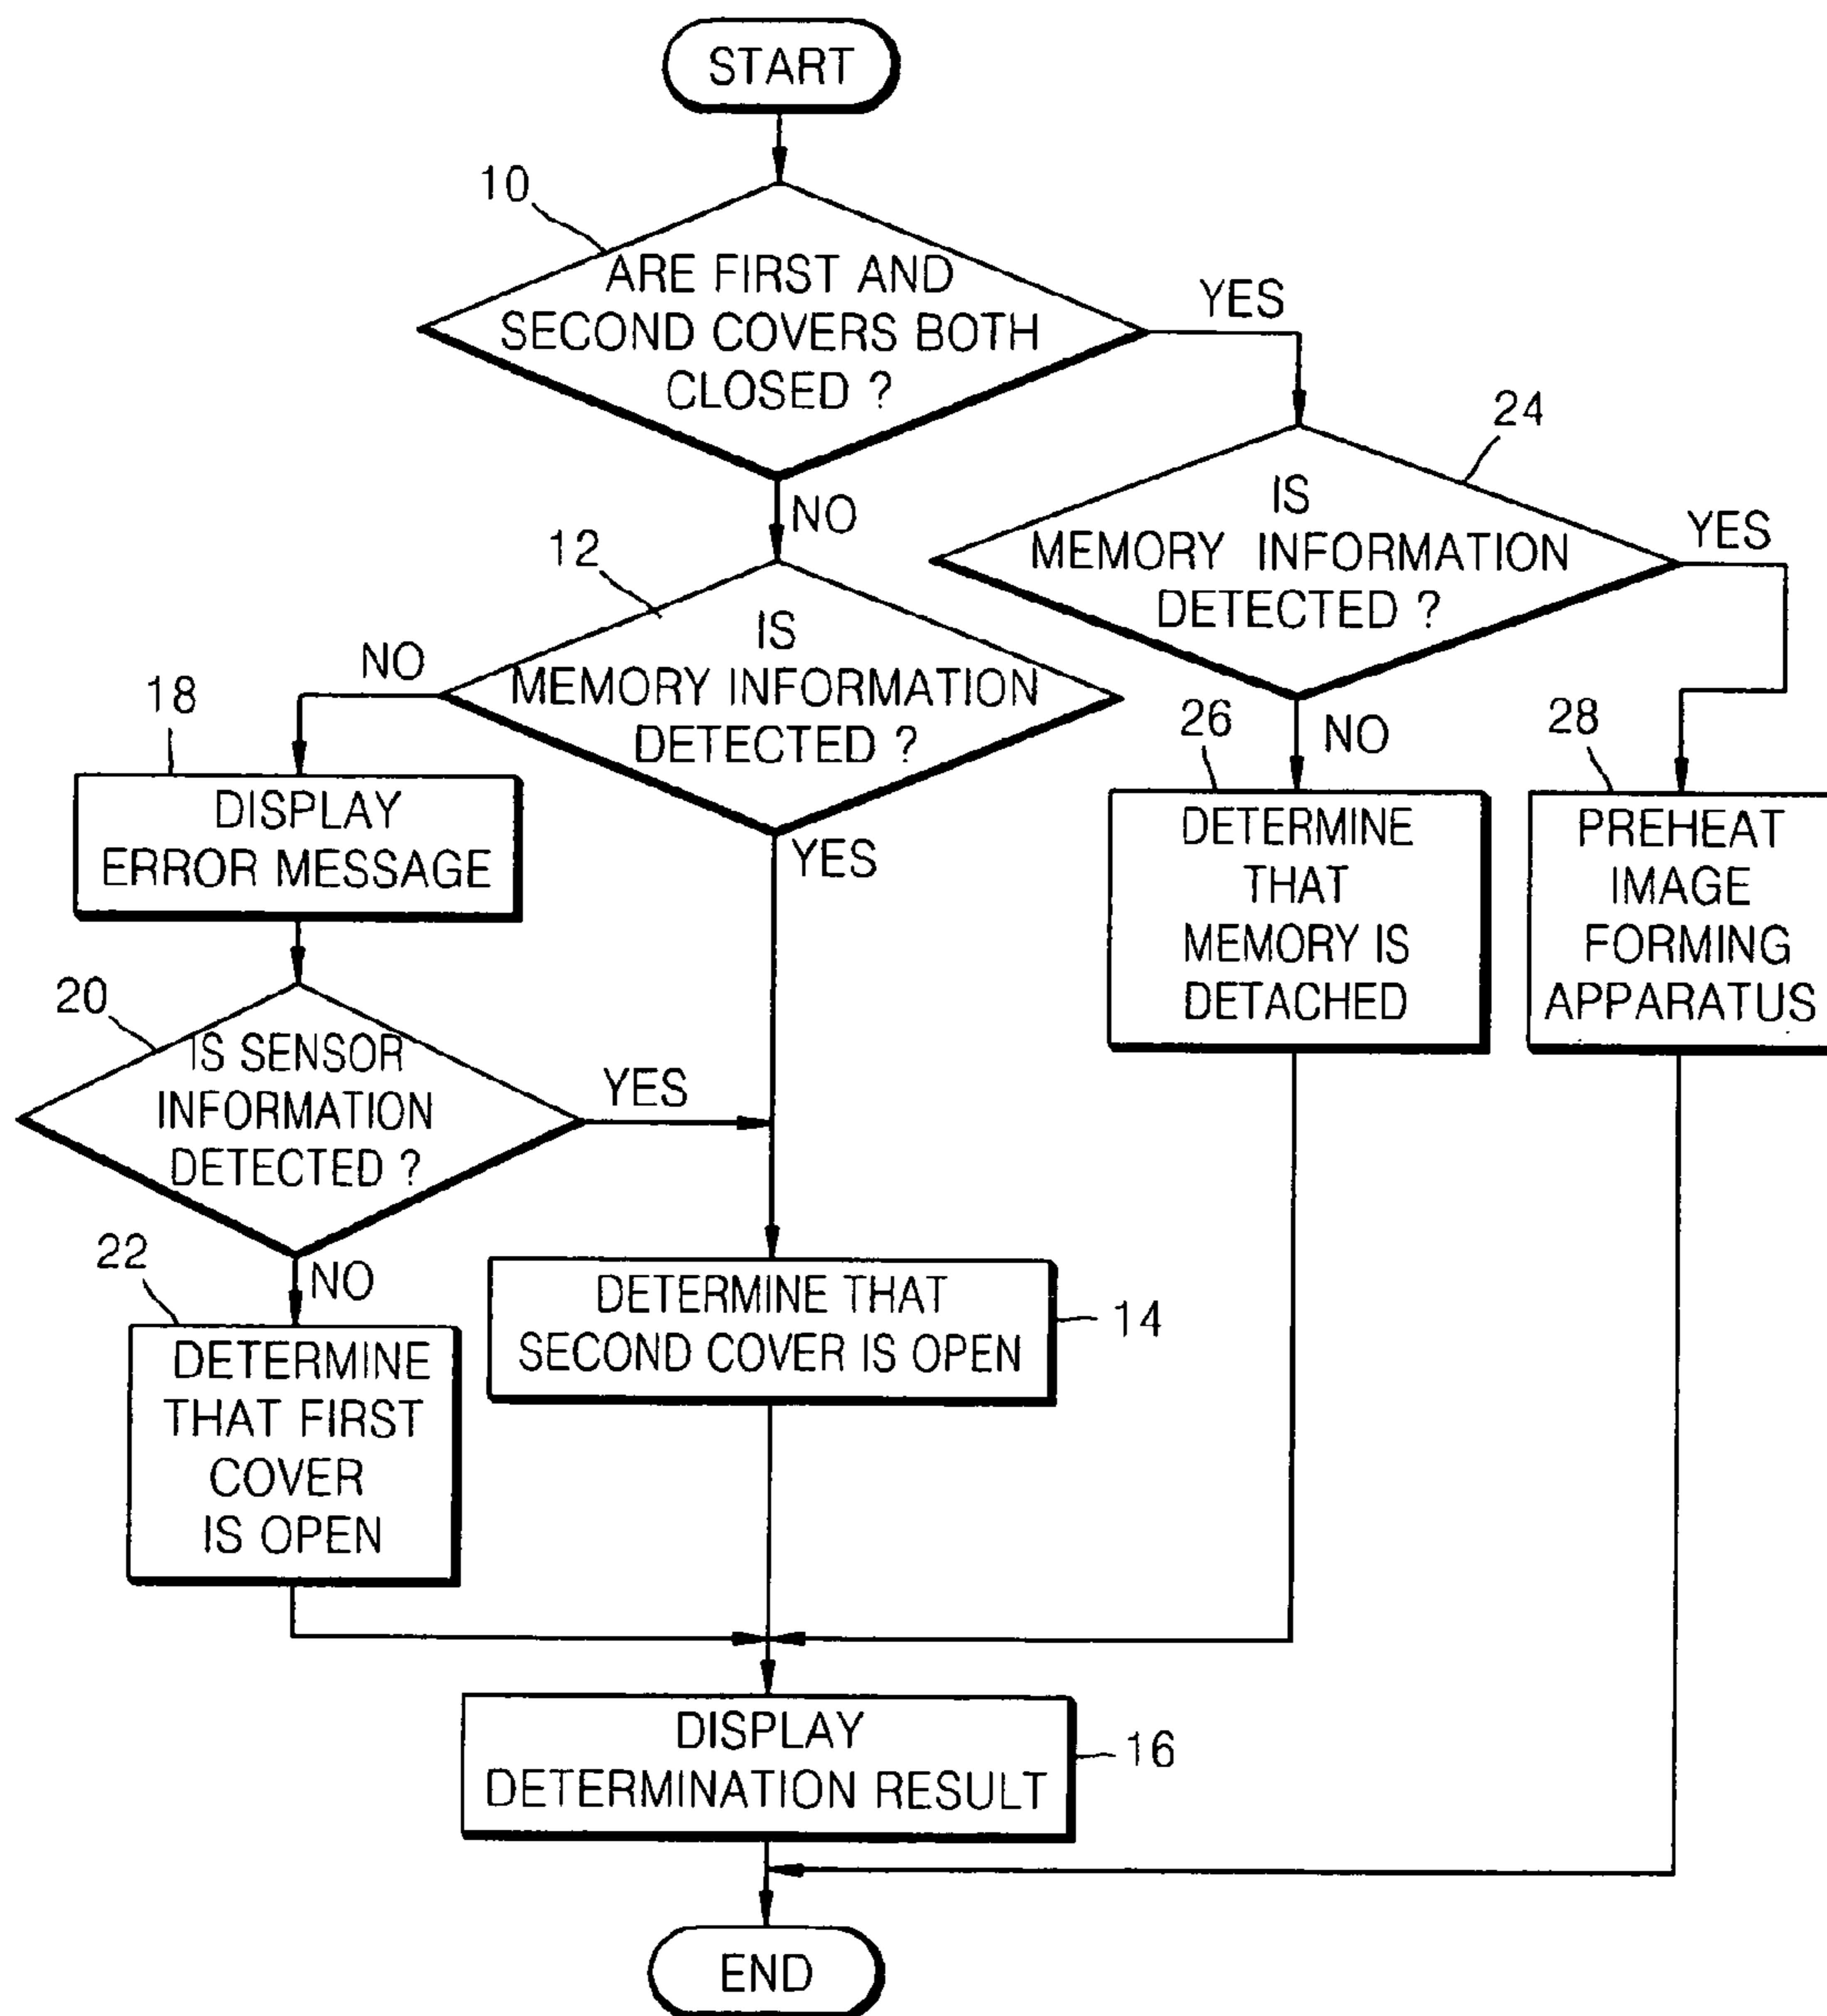 START
10
ARE FIRST AND
SECOND COVERS BOTH
CLOSED ?
YES
NO
24
IS
MEMORY INFORMATION
DETECTED ?
YES
NO
12
IS
MEMORY INFORMATION
DETECTED ?
NO
YES
18
DISPLAY
ERROR MESSAGE
26
DETERMINE
THAT
MEMORY IS
DETACHED
28
PREHEAT
IMAGE
FORMING
APPARATUS
20
IS SENSOR
INFORMATION
DETECTED ?
YES
NO
22
DETERMINE
THAT FIRST
COVER
IS OPEN
DETERMINE THAT
SECOND COVER IS OPEN
14
DISPLAY
DETERMINATION RESULT
16
END